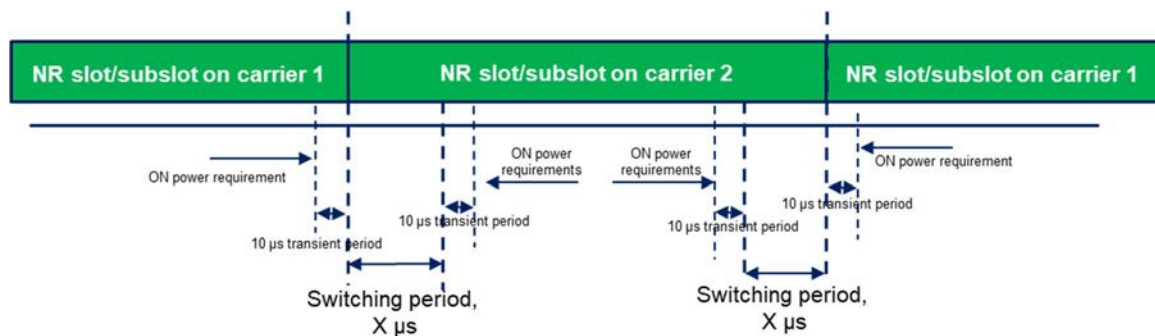 NR slot/subslot on carrier 1
NR slot/subslot on carrier 2
NR slot/subslot on carrier 1
ON power requirement
ON power
requirements
ON power
requirements
ON power requirement
10 µs transient period
10 µs transient period
10 µs transient period
10 µs transient period
Switching period,
X µs
Switching period,
X µs